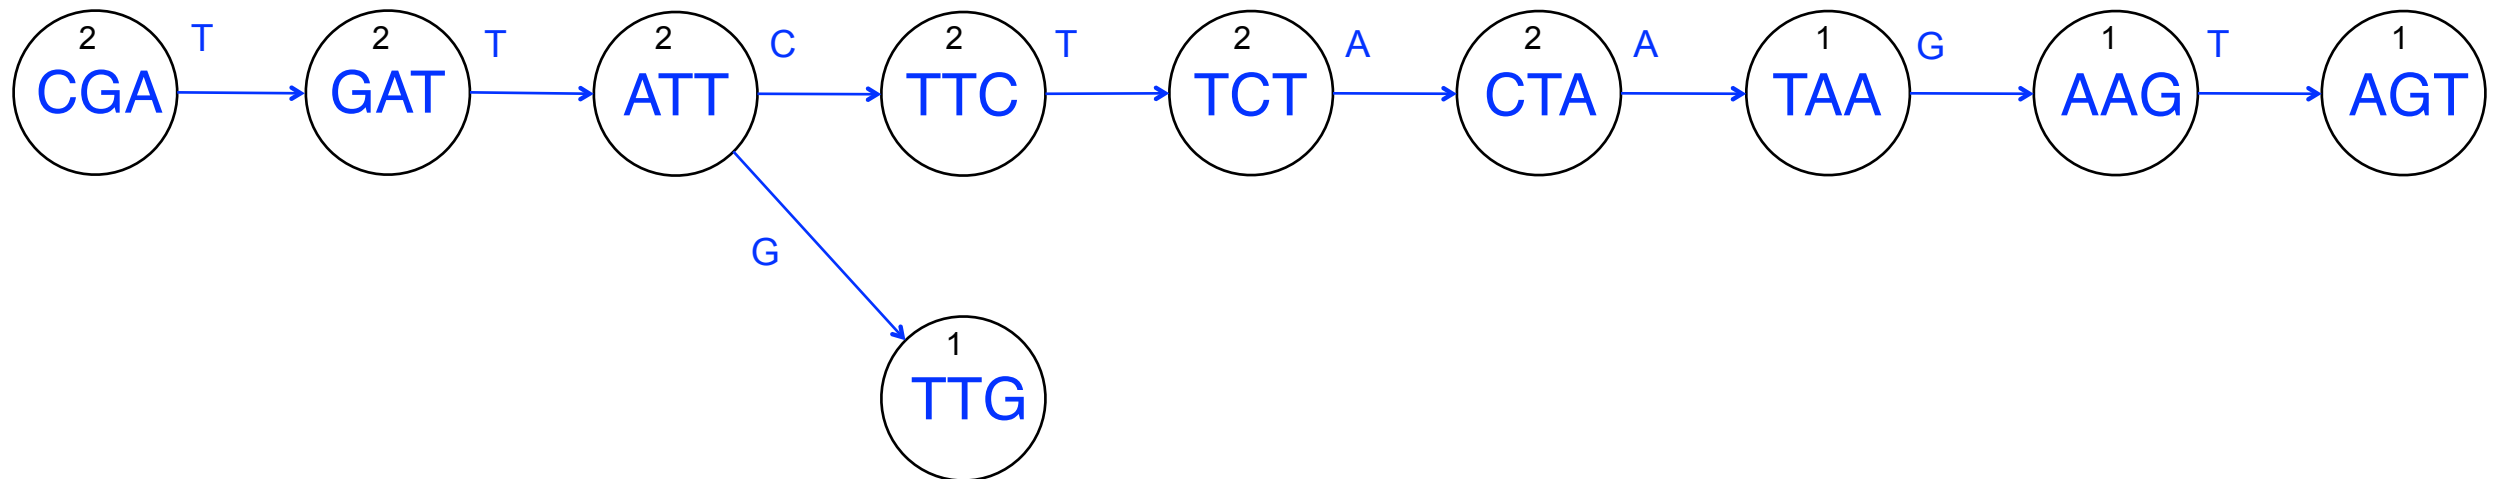 2 T 2 T 2 C 2 T 2 A 2 A 1 G 1 T 1
CGA GAT ATT TTC TCT CTA TAA AAG AGT
G
1
TTG